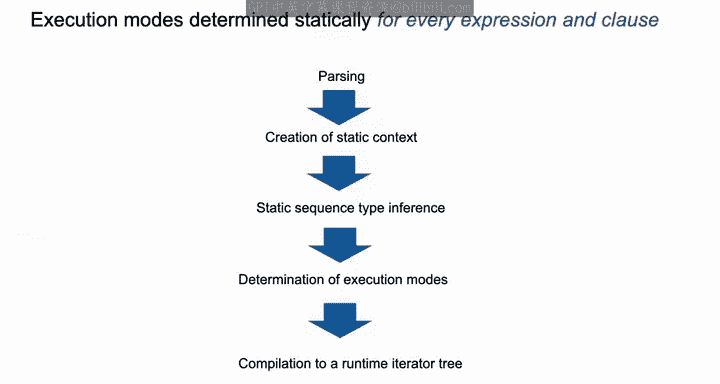 Execution modes determined statically for every expression and clause
Parsing
Creation of static context
Static sequence type inference
Determination of execution modes
Compilation to a runtime iterator tree